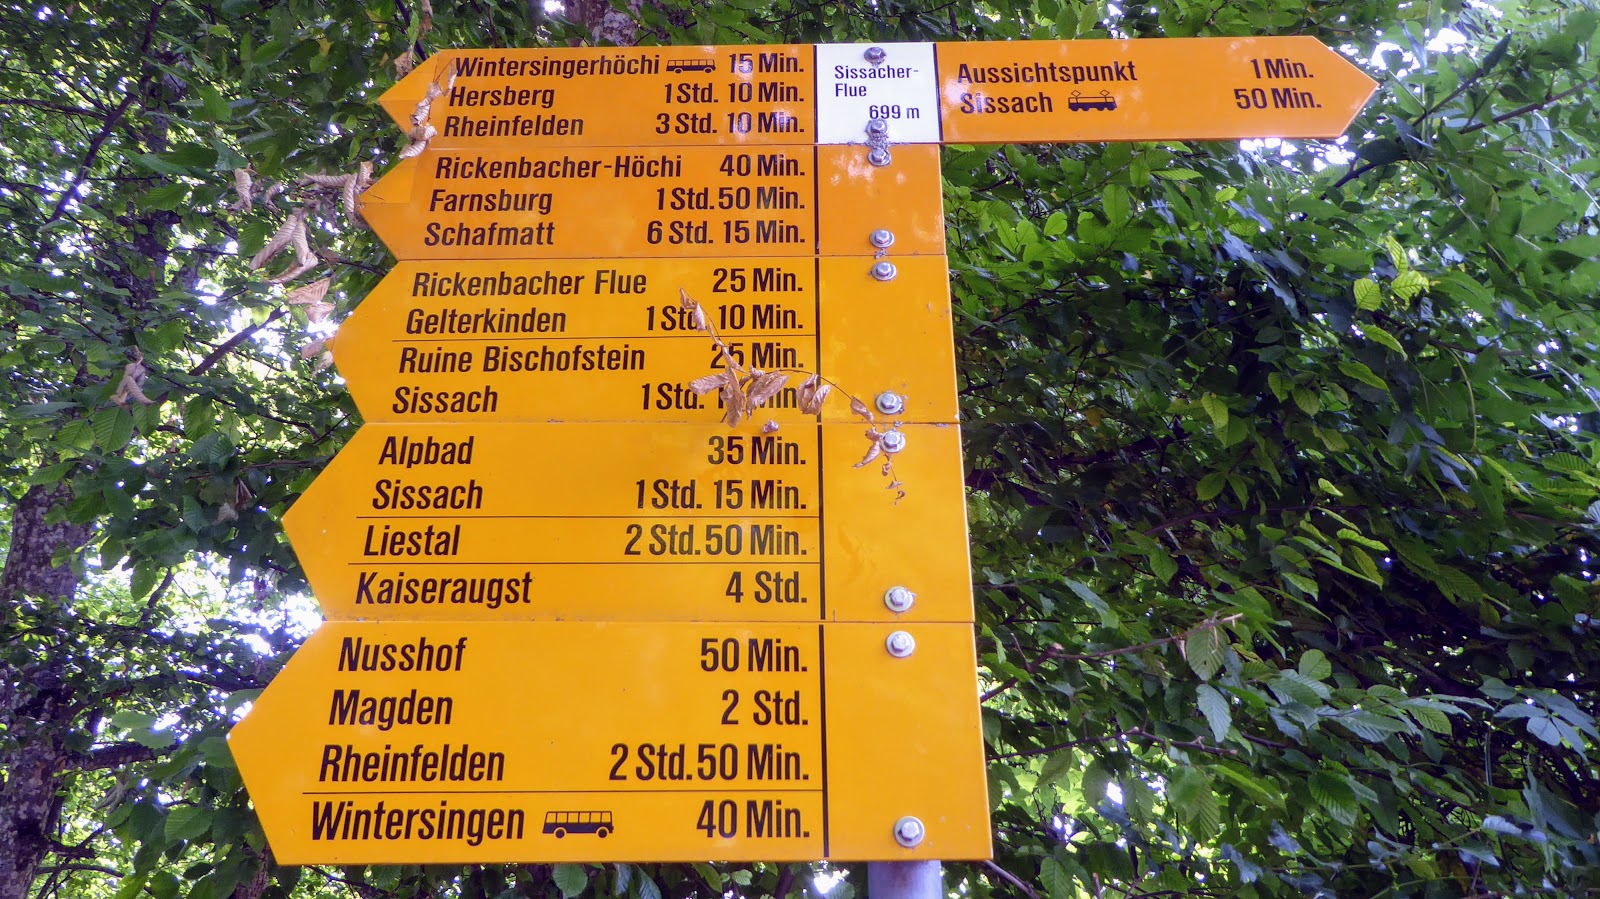 Wintersingerhöchi 15 Min.
Hersberg 1 Std. 10 Min.
Rheinfelden 3 Std. 10 Min.
Sissacher-
Flue
699 m
Aussichtspunkt 1 Min.
Sissach 50 Min.
Rickenbacher-Höchi 40 Min.
Farnsburg 1 Std. 50 Min.
Schafmatt 6 Std. 15 Min.
Rickenbacher Flue 25 Min.
Gelterkinden 1 Std. 10 Min.
Ruine Bischofstein 25 Min.
Sissach 1 Std. Min.
Alpbad 35 Min.
Sissach 1 Std. 15 Min.
Liestal 2 Std. 50 Min.
Kaiseraugst 4 Std.
Nusshof 50 Min.
Magden 2 Std.
Rheinfelden 2 Std. 50 Min.
Wintersingen 40 Min.